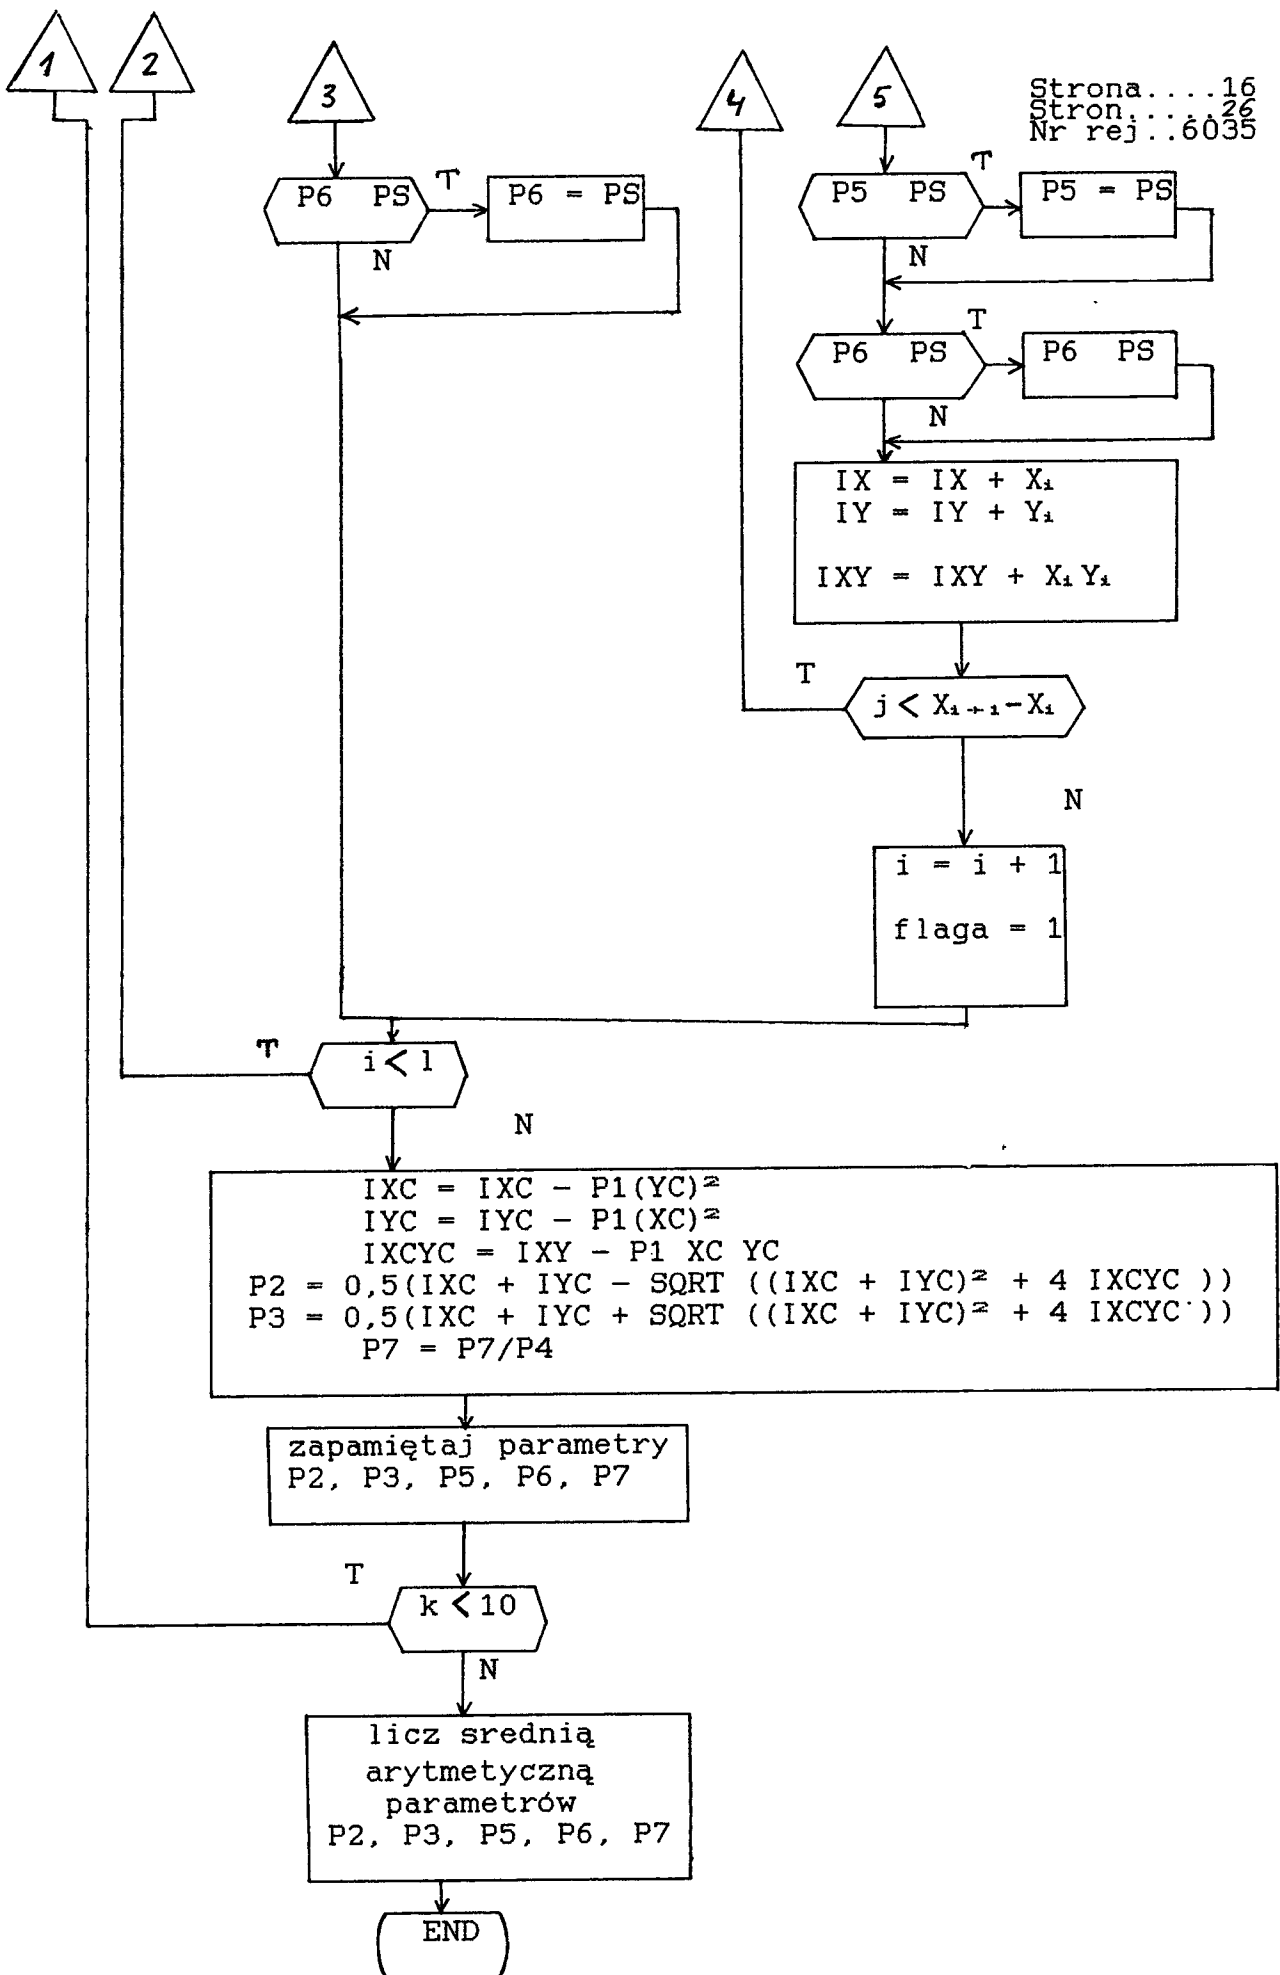 1
2
3
4
5
Strona....16
Stron.....26
Nr rej..6035
P6 PS
T
P6 = PS
N
P5 PS
T
P5 = PS
N
P6 PS
T
P6 PS
N
IX = IX + Xi
IY = IY + Yi
IXY = IXY + XiYi
T
j < Xi+1-Xi
N
i = i + 1
flaga = 1
T
i < l
N
IXC = IXC - P1(YC)²
IYC = IYC - P1(XC)²
IXCYC = IXY - P1 XC YC
P2 = 0,5(IXC + IYC - SQRT ((IXC + IYC)² + 4 IXCYC ))
P3 = 0,5(IXC + IYC + SQRT ((IXC + IYC)² + 4 IXCYC ))
P7 = P7/P4
zapamiętaj parametry
P2, P3, P5, P6, P7
T
k < 10
N
licz srednią
arytmetyczną
parametrów
P2, P3, P5, P6, P7
END